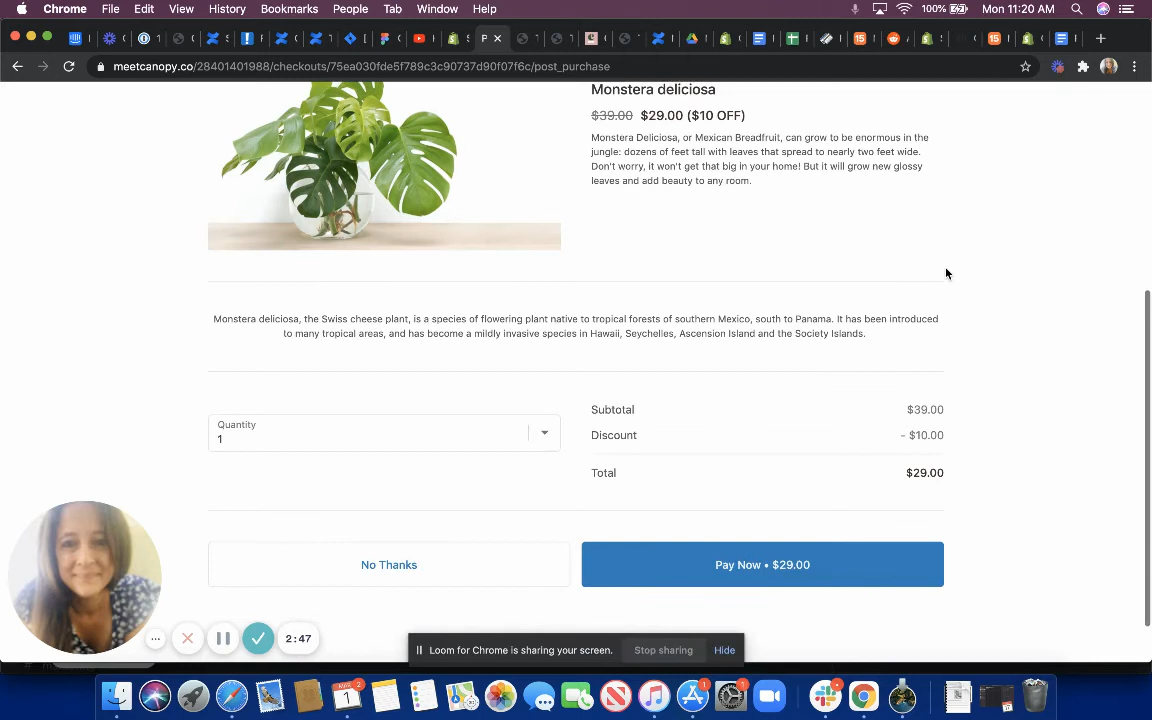 Chrome File Edit View History Bookmarks People Tab Window Help 100% Mon 11:20 AM
meetcanopy.co/28401401988/checkouts/75ea030fde5f789c3c90737d90f07f6c/post_purchase
Monstera deliciosa
$39.00 $29.00 ($10 OFF)
Monstera Deliciosa, or Mexican Breadfruit, can grow to be enormous in the
jungle: dozens of feet tall with leaves that spread to nearly two feet wide.
Don't worry, it won't get that big in your home! But it will grow new glossy
leaves and add beauty to any room.
Monstera deliciosa, the Swiss cheese plant, is a species of flowering plant native to tropical forests of southern Mexico, south to Panama. It has been introduced
to many tropical areas, and has become a mildly invasive species in Hawaii, Seychelles, Ascension Island and the Society Islands.
Quantity
1
Subtotal $39.00
Discount - $10.00
Total $29.00
No Thanks
Pay Now • $29.00
2:47
Loom for Chrome is sharing your screen. Stop sharing Hide